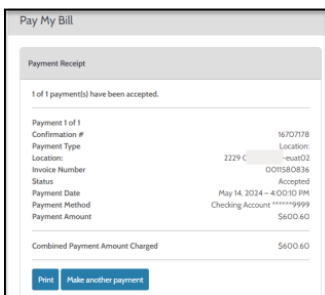 Pay My Bill
Payment Receipt
1 of 1 payment(s) have been accepted.
Payment 1 of 1
Confirmation # 16707178
Payment Type Location
Location: 2229 C -euat02
Invoice Number 0011580836
Status Accepted
Payment Date May 14, 2024 – 4:00:10 PM
Payment Method Checking Account ******9999
Payment Amount $600.60
Combined Payment Amount Charged $600.60
Print Make another payment